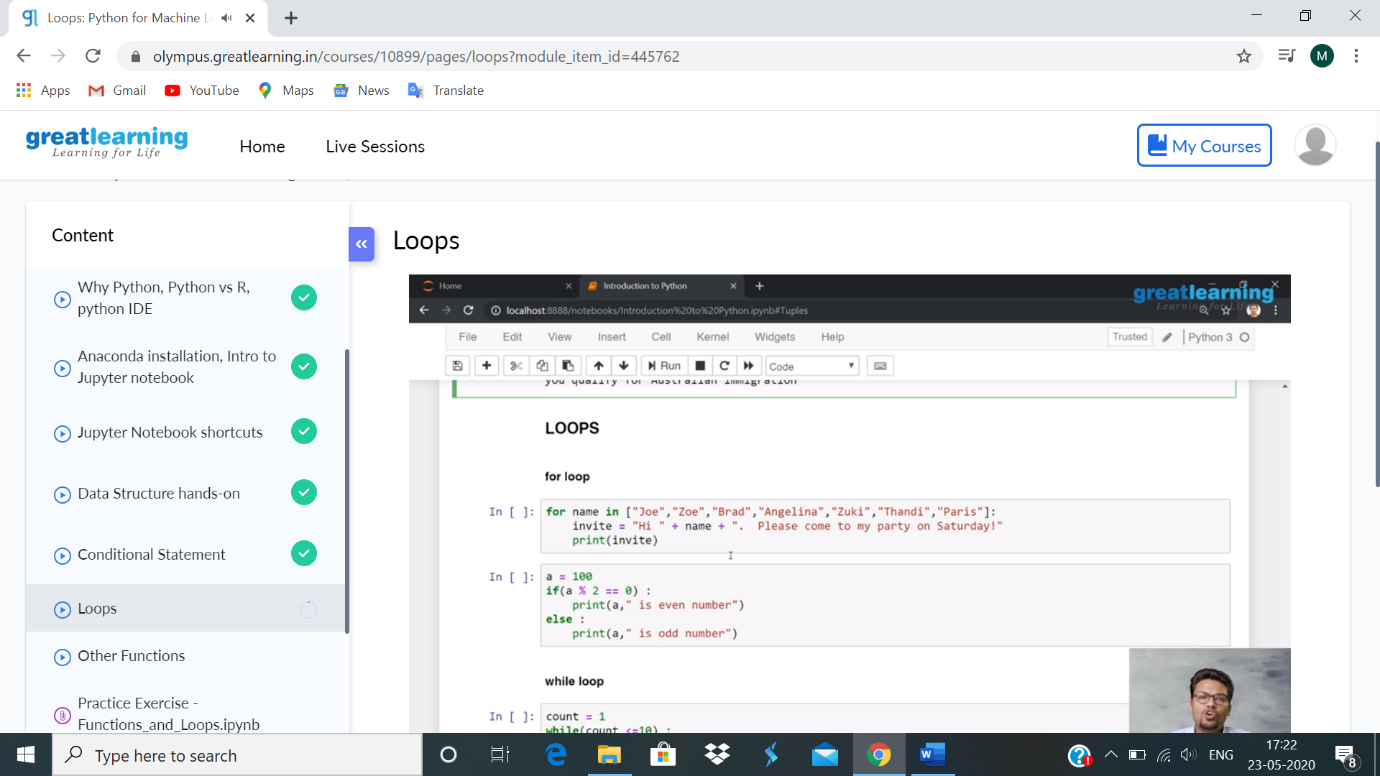 Loops: Python for Machine L
olympus.greatlearning.in/courses/10899/pages/loops?module_item_id=445762
M
Apps
Gmail
YouTube
Maps
News
Translate
greatlearning
Learning for Life
Home
Live Sessions
My Courses
Content
Why Python, Python vs R,
python IDE
Anaconda installation, Intro to
Jupyter notebook
Jupyter Notebook shortcuts
Data Structure hands-on
Conditional Statement
Loops
Other Functions
Practice Exercise -
Functions_and_Loops.ipynb
Loops
Home
Introduction to Python
greatlearning
localhost:8888/notebooks/Introduction%20to%20Python.ipynb#Tuples
File Edit View Insert Cell Kernel Widgets Help
Trusted
Python 3
Run
Code
you qualify for Australian immigration
LOOPS
for loop
In [ ]: for name in ["Joe","Zoe","Brad","Angelina","Zuki","Thandi","Paris"]:
invite = "Hi " + name + ".  Please come to my party on Saturday!"
print(invite)
In [ ]: a = 100
if(a % 2 == 0) :
print(a," is even number")
else :
print(a," is odd number")
while loop
In [ ]: count = 1
while(count <=10) :
Type here to search
ENG
17:22
23-05-2020
8